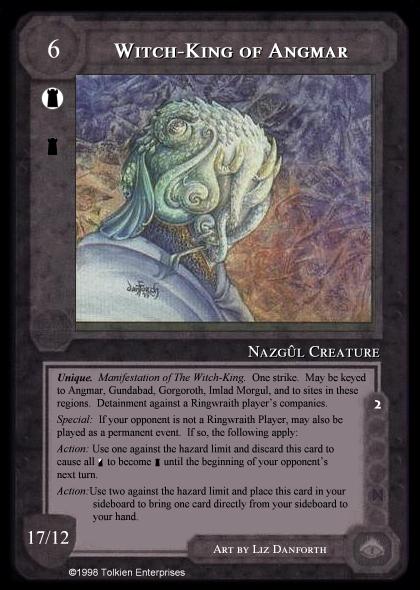 6
WITCH-KING OF ANGMAR
danforth
NAZGÛL CREATURE
Unique. Manifestation of The Witch-King. One strike. May be keyed
to Angmar, Gundabad, Gorgoroth, Imlad Morgul, and to sites in these
regions. Detainment against a Ringwraith player's companies.
2
Special: If your opponent is not a Ringwraith Player, may also be
played as a permanent event. If so, the following apply:
Action: Use one against the hazard limit and discard this card to
cause all to become until the beginning of your opponent's
next turn.
Action:Use two against the hazard limit and place this card in your
sideboard to bring one card directly from your sideboard to
your hand.
17/12
ART BY LIZ DANFORTH
©1998 Tolkien Enterprises